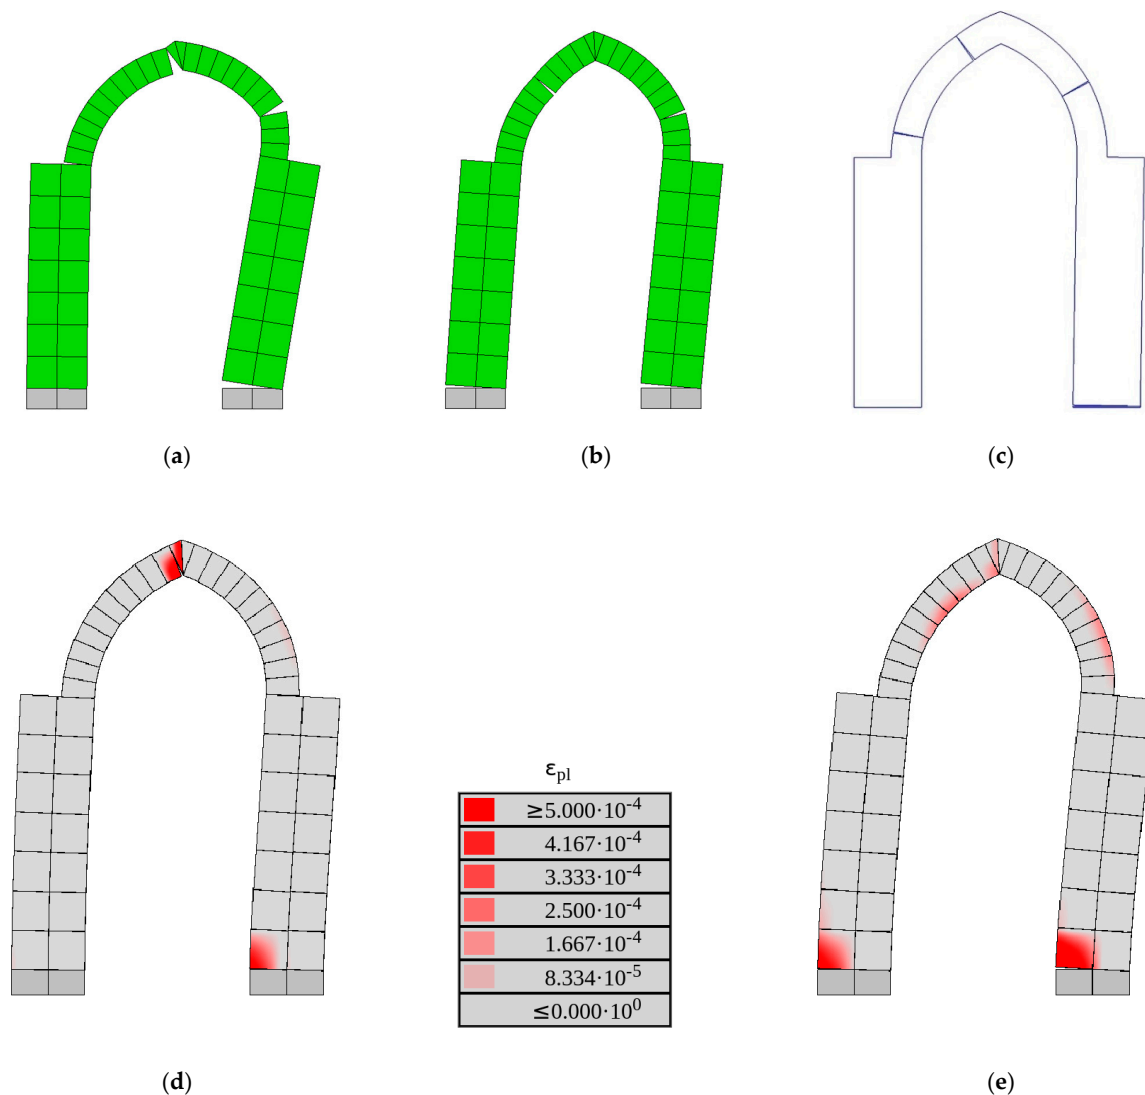 (a)
(b)
(c)
εpl
≥5.000·10-4
4.167·10-4
3.333·10-4
2.500·10-4
1.667·10-4
8.334·10-5
≤0.000·100
(d)
(e)